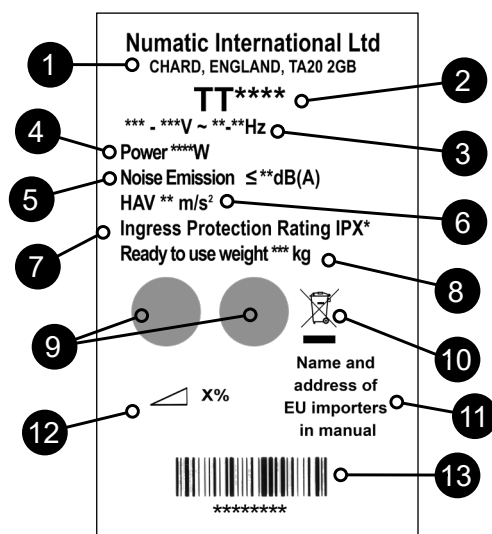 Numatic International Ltd
1
CHARD, ENGLAND, TA20 2GB
2
TT****
*** - ***V ~ **-**Hz
3
4
Power ****W
5
Noise Emission ≤ **dB(A)
HAV ** m/s²
6
7
Ingress Protection Rating IPX*
Ready to use weight *** kg
8
9
10
Name and
address of
EU importers
in manual
11
12
X%
13
********